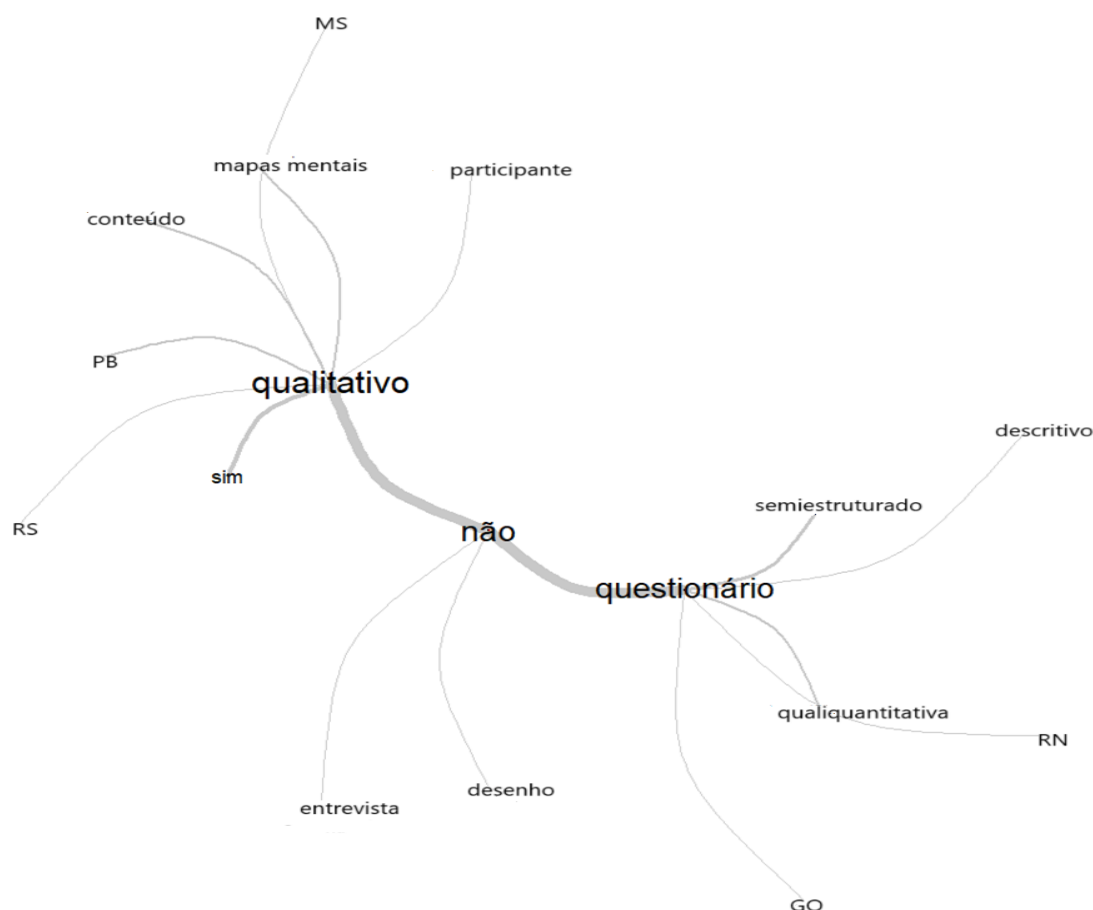 MS
mapas mentais
participante
conteúdo
PB
qualitativo
sim
RS
não
descritivo
semiestruturado
questionário
qualiquantitativa
RN
desenho
entrevista
GO